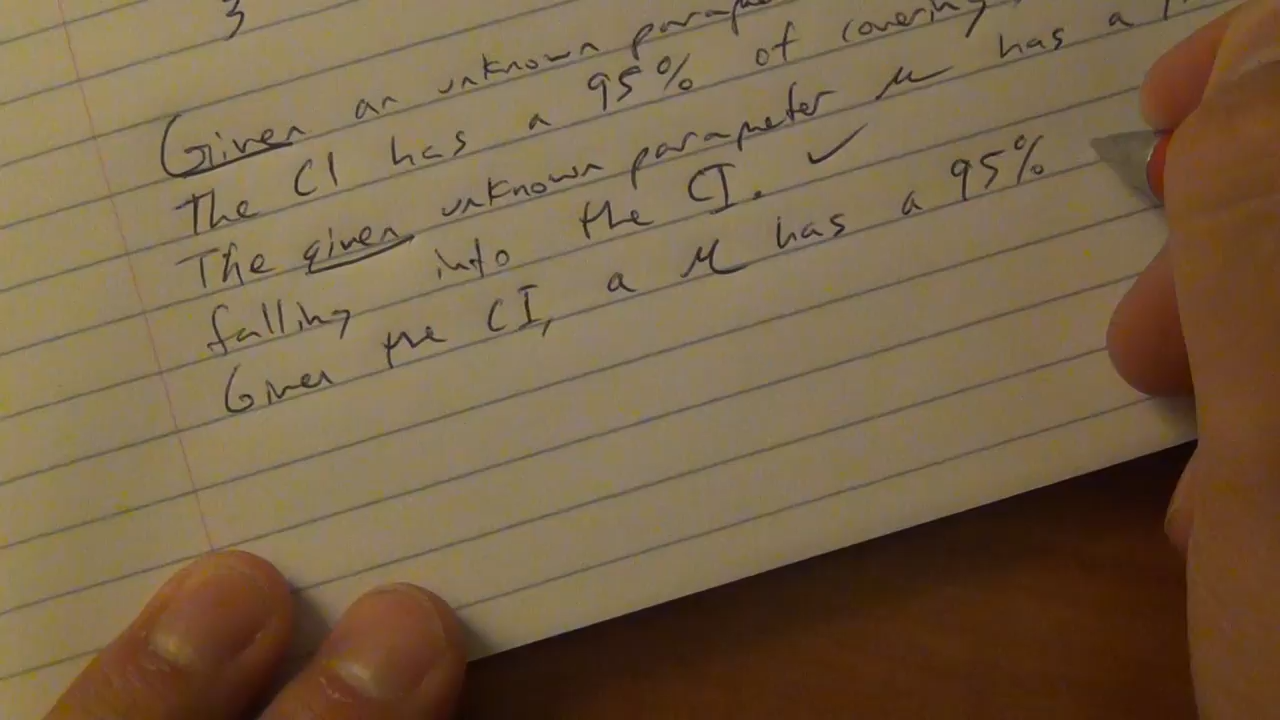 3
Given an unknown
The CI has a 95% of covering
The given unknown parameter μ has a
falling into the CI. ✓
Given the CI, a μ has a 95%